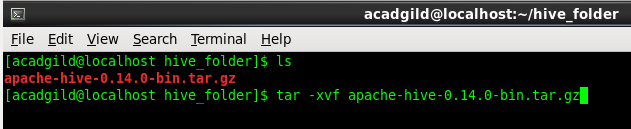 acadgild@localhost:~/hive_folder
File Edit View Search Terminal Help
[acadgild@localhost hive_folder]$ ls
apache-hive-0.14.0-bin.tar.gz
[acadgild@localhost hive_folder]$ tar -xvf apache-hive-0.14.0-bin.tar.gz